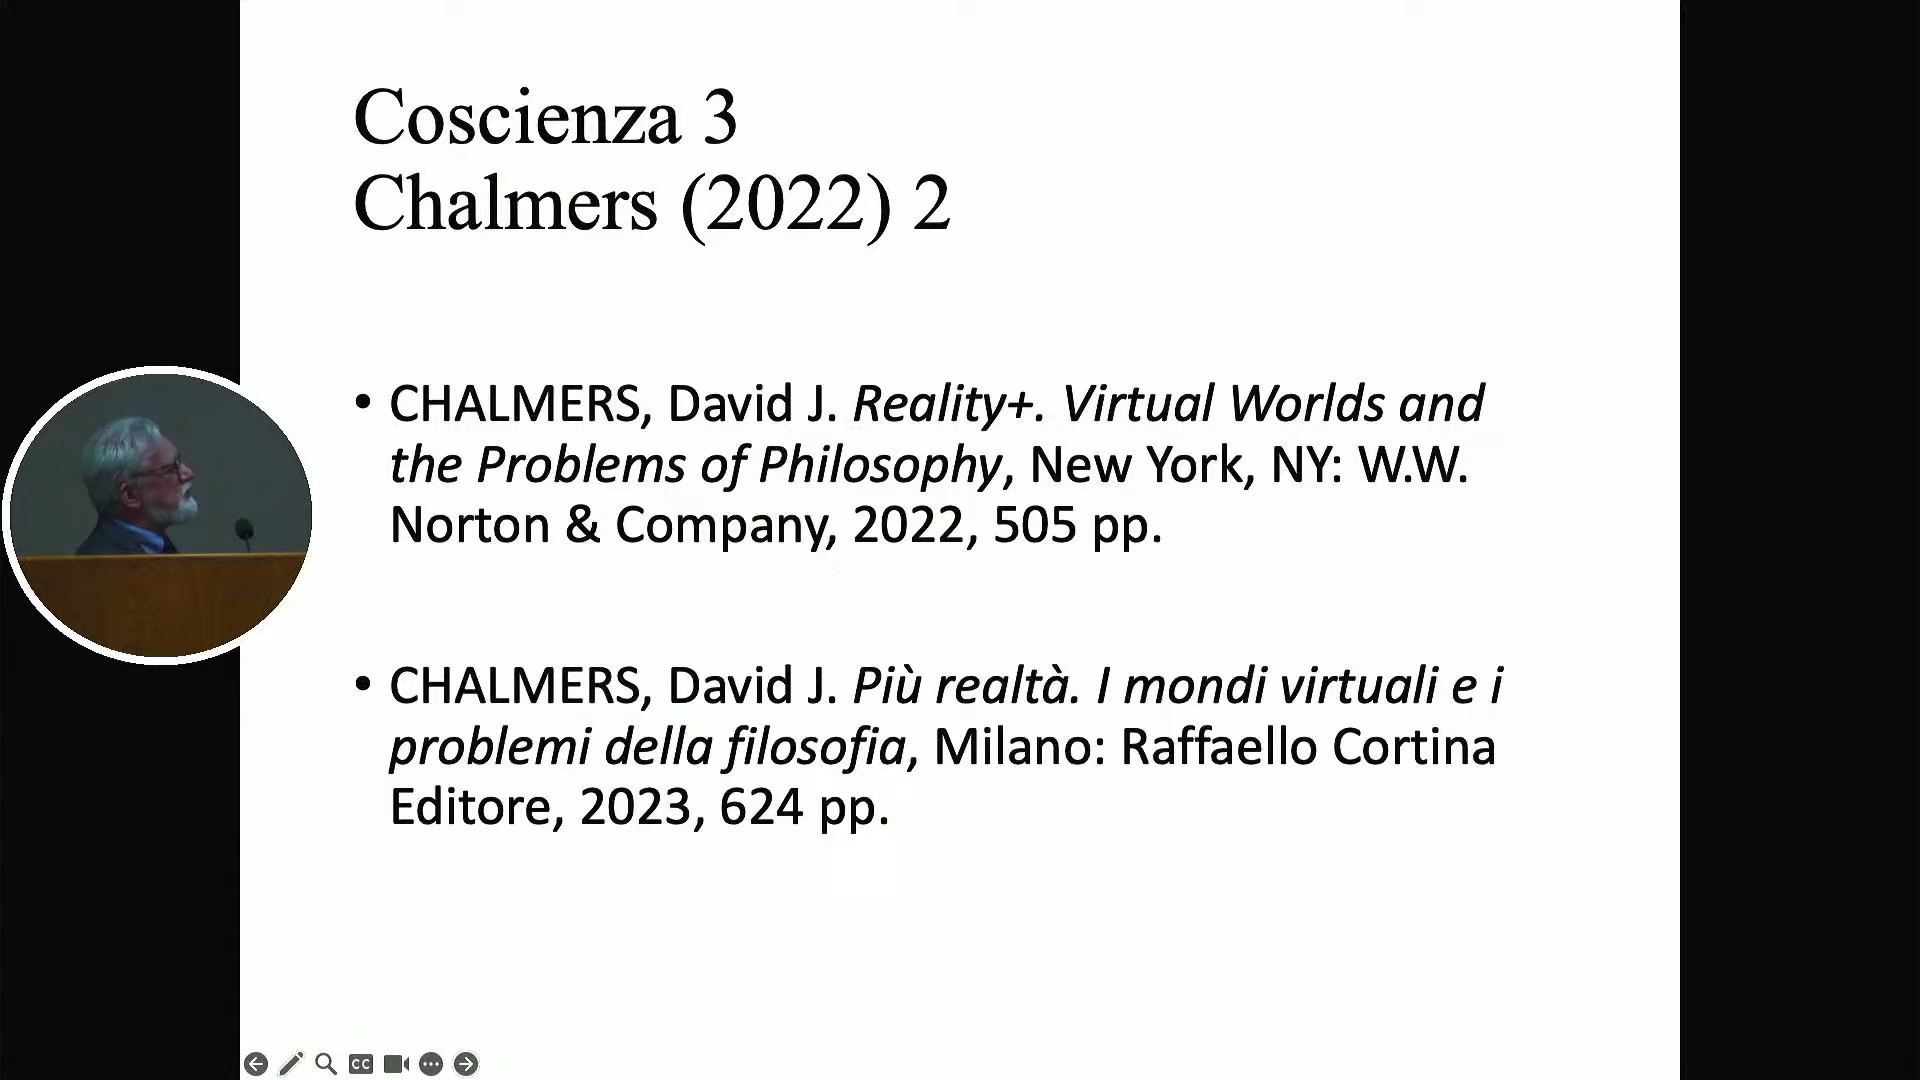 Coscienza 3
Chalmers (2022) 2
• CHALMERS, David J. Reality+. Virtual Worlds and
the Problems of Philosophy, New York, NY: W.W.
Norton & Company, 2022, 505 pp.
• CHALMERS, David J. Più realtà. I mondi virtuali e i
problemi della filosofia, Milano: Raffaello Cortina
Editore, 2023, 624 pp.
CC